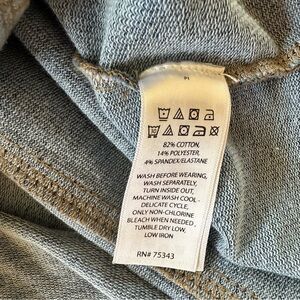 82% COTTON,
14% POLYESTER,
4% SPANDEX/ELASTANE
WASH BEFORE WEARING,
WASH SEPARATELY,
TURN INSIDE OUT,
MACHINE WASH COOL -
DELICATE CYCLE,
ONLY NON-CHLORINE
BLEACH WHEN NEEDED,
TUMBLE DRY LOW,
LOW IRON
RN# 75343